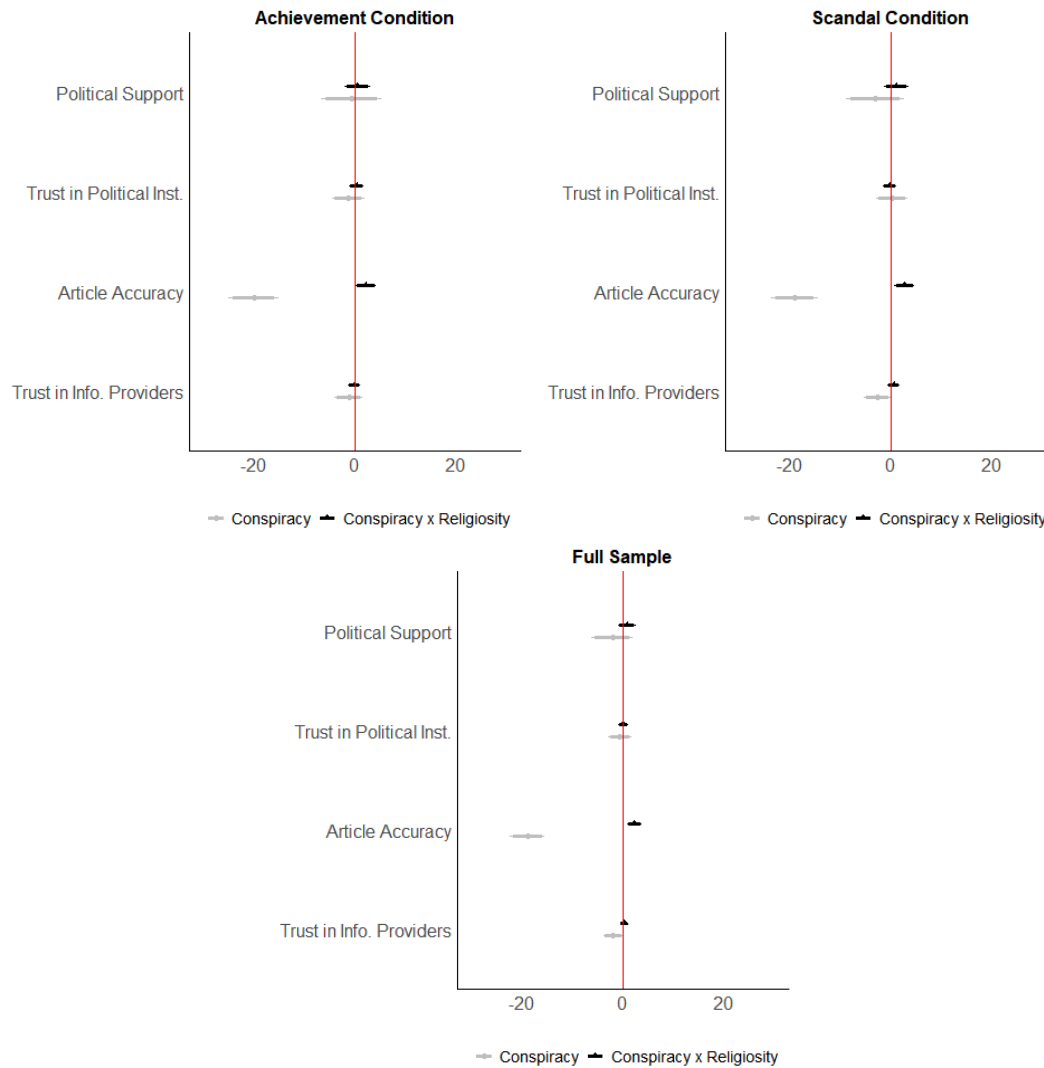 Achievement Condition
Political Support
Trust in Political Inst.
Article Accuracy
Trust in Info. Providers
-20 0 20
Conspiracy Conspiracy x Religiosity
Scandal Condition
Political Support
Trust in Political Inst.
Article Accuracy
Trust in Info. Providers
-20 0 20
Conspiracy Conspiracy x Religiosity
Full Sample
Political Support
Trust in Political Inst.
Article Accuracy
Trust in Info. Providers
-20 0 20
Conspiracy Conspiracy x Religiosity